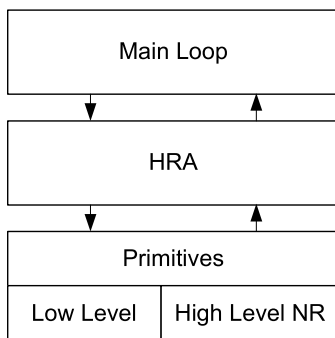 Main Loop
HRA
Primitives
Low Level
High Level NR